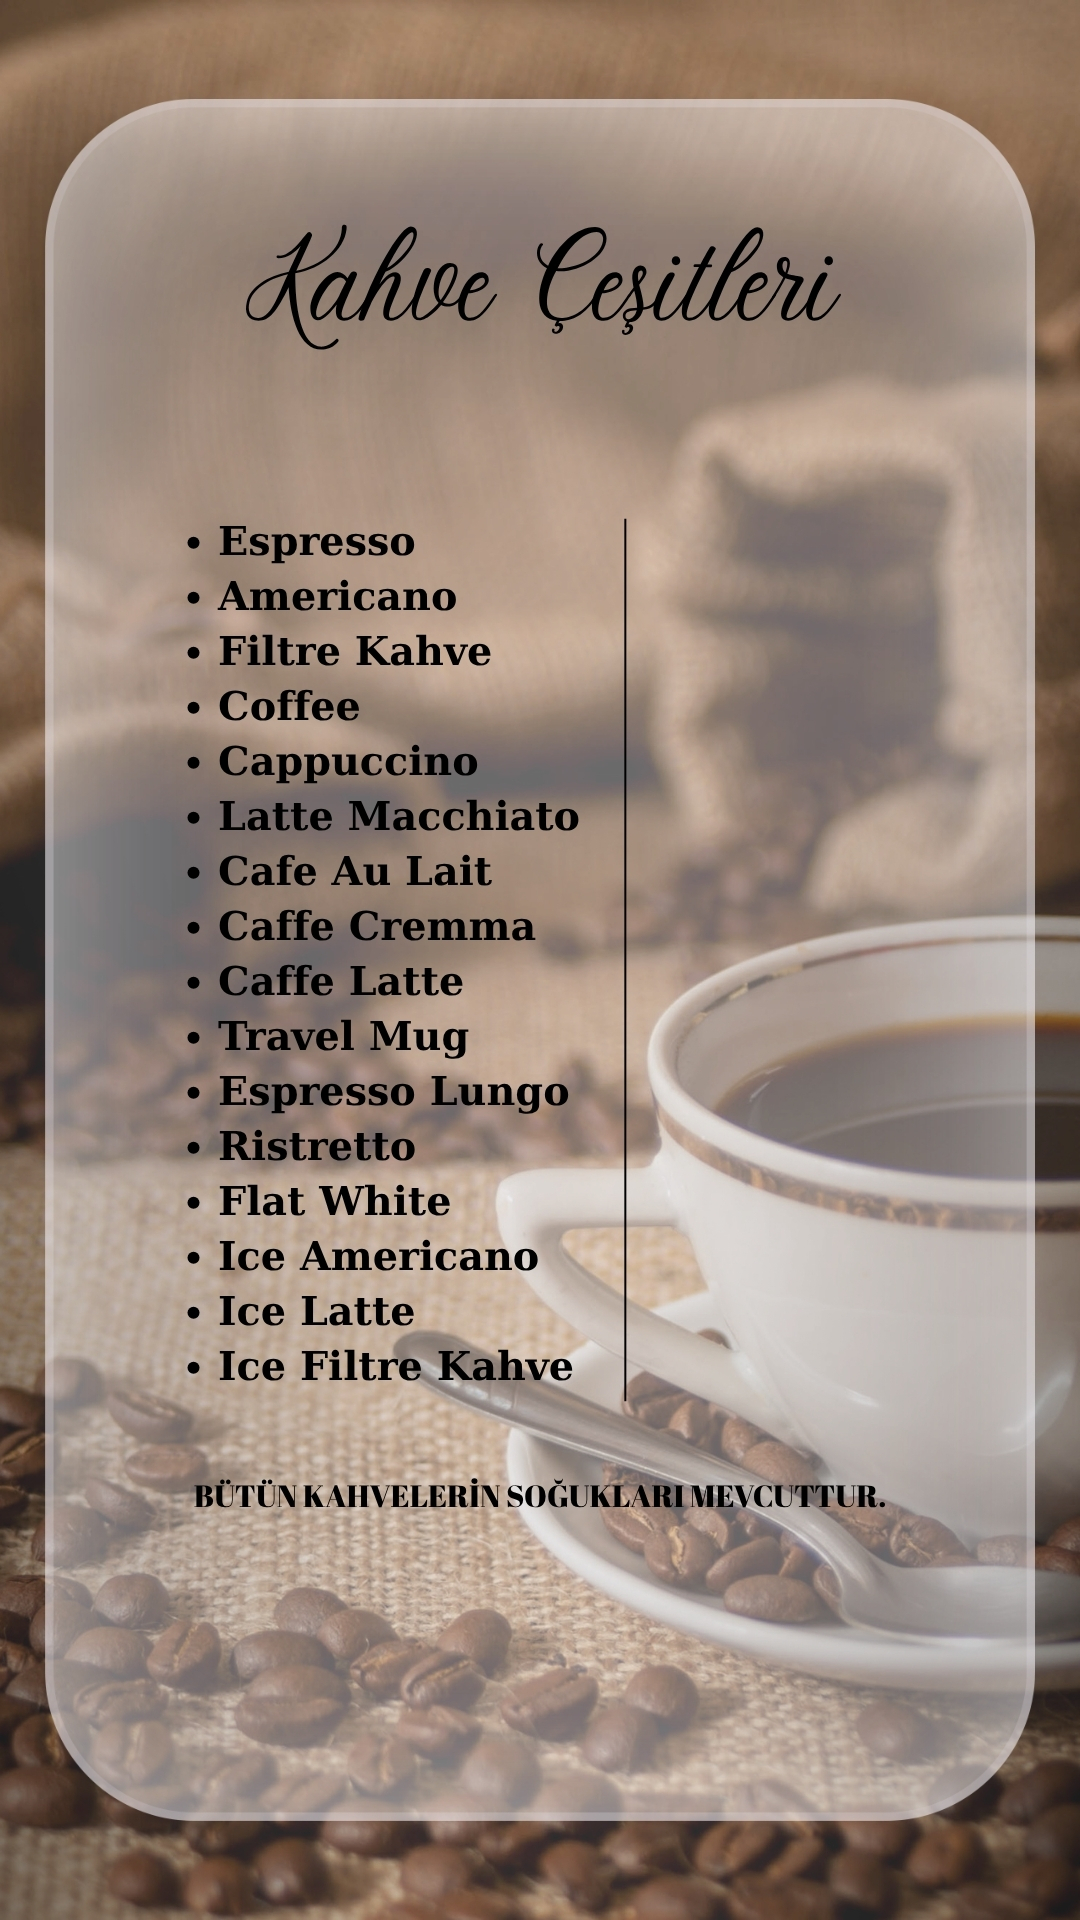 Kahve Çeşitleri
• Espresso
• Americano
• Filtre Kahve
• Coffee
• Cappuccino
• Latte Macchiato
• Cafe Au Lait
• Caffe Cremma
• Caffe Latte
• Travel Mug
• Espresso Lungo
• Ristretto
• Flat White
• Ice Americano
• Ice Latte
• Ice Filtre Kahve
BÜTÜN KAHVELERİN SOĞUKLARI MEVCUTTUR.